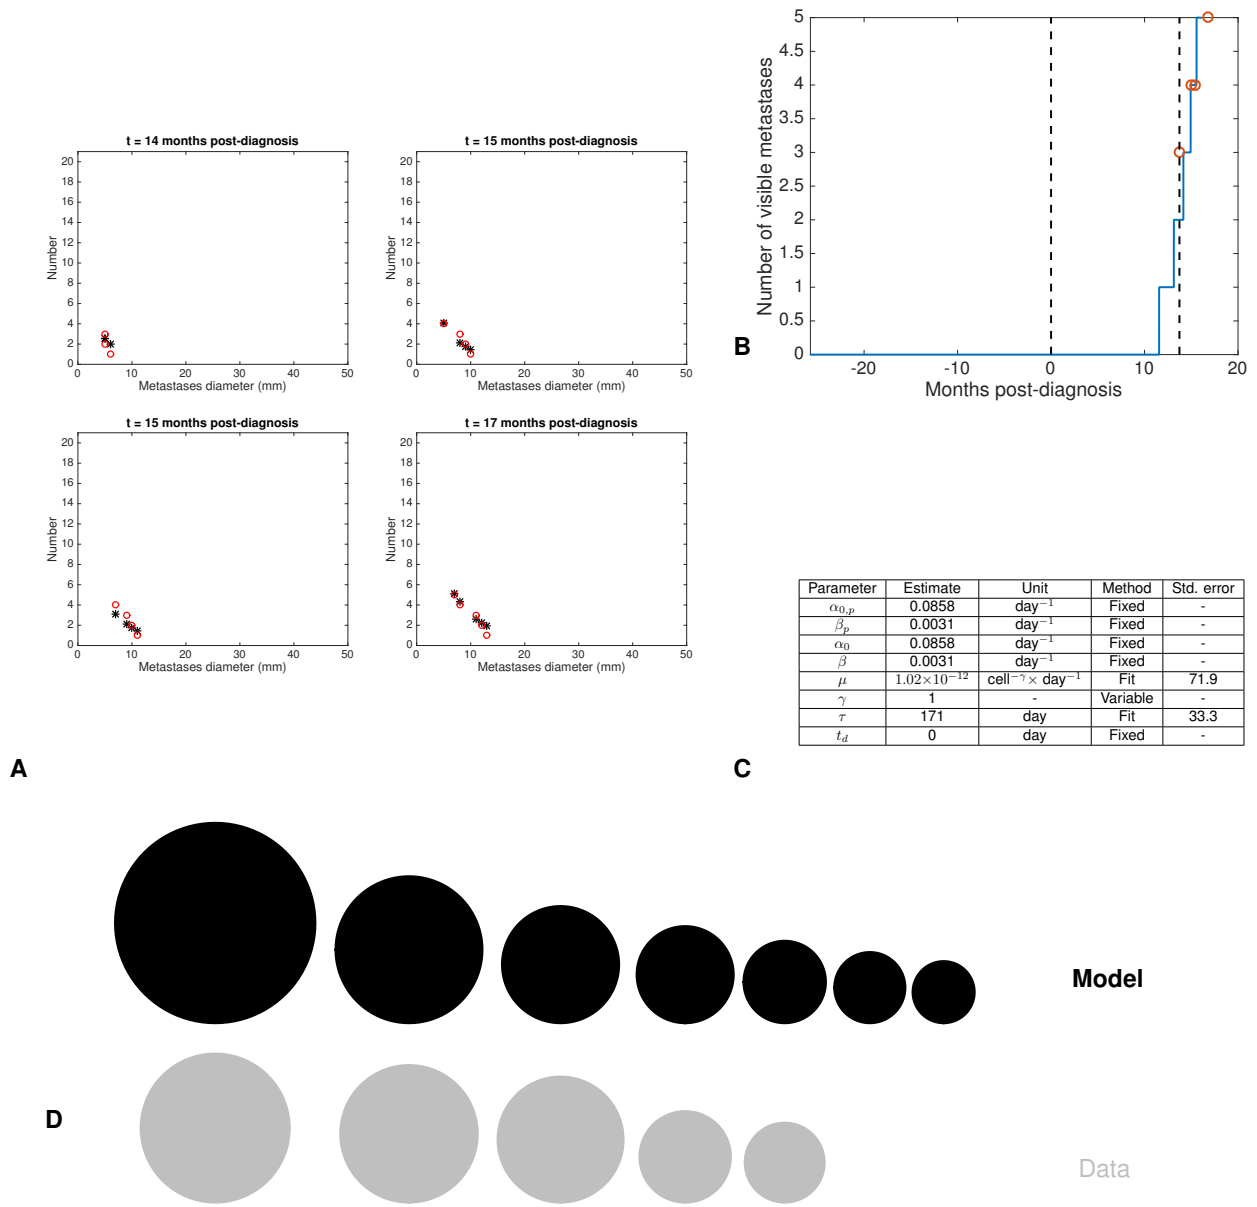 t = 14 months post-diagnosis
20
18
16
14
12
10
8
6
4
2
0
Number
0 10 20 30 40 50
Metastases diameter (mm)
t = 15 months post-diagnosis
20
18
16
14
12
10
8
6
4
2
0
Number
0 10 20 30 40 50
Metastases diameter (mm)
t = 15 months post-diagnosis
20
18
16
14
12
10
8
6
4
2
0
Number
0 10 20 30 40 50
Metastases diameter (mm)
t = 17 months post-diagnosis
20
18
16
14
12
10
8
6
4
2
0
Number
0 10 20 30 40 50
Metastases diameter (mm)
A
5
4.5
4
3.5
3
2.5
2
1.5
1
0.5
0
Number of visible metastases
-20 -10 0 10 20
Months post-diagnosis
B
Parameter Estimate Unit Method Std. error
α₀,ₚ 0.0858 day⁻¹ Fixed -
βₚ 0.0031 day⁻¹ Fixed -
α₀ 0.0858 day⁻¹ Fixed -
β 0.0031 day⁻¹ Fixed -
μ 1.02×10⁻¹² cell⁻ᵞ× day⁻¹ Fit 71.9
γ 1 - Variable
τ 171 day Fit 33.3
t_d 0 day Fixed -
C
Model
D
Data